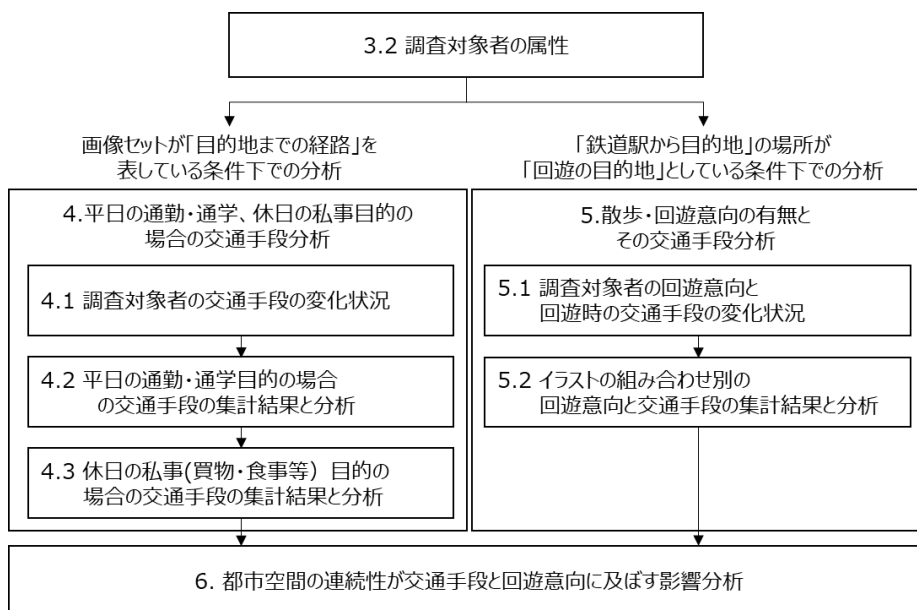 3.2 調査対象者の属性
画像セットが「目的地までの経路」を
表している条件下での分析
4.平日の通勤・通学、休日の私事目的の
場合の交通手段分析
4.1 調査対象者の交通手段の変化状況
4.2 平日の通勤・通学目的の場合
の交通手段の集計結果と分析
4.3 休日の私事(買物・食事等）目的の
場合の交通手段の集計結果と分析
「鉄道駅から目的地」の場所が
「回遊の目的地」としている条件下での分析
5.散歩・回遊意向の有無と
その交通手段分析
5.1 調査対象者の回遊意向と
回遊時の交通手段の変化状況
5.2 イラストの組み合わせ別の
回遊意向と交通手段の集計結果と分析
6. 都市空間の連続性が交通手段と回遊意向に及ぼす影響分析